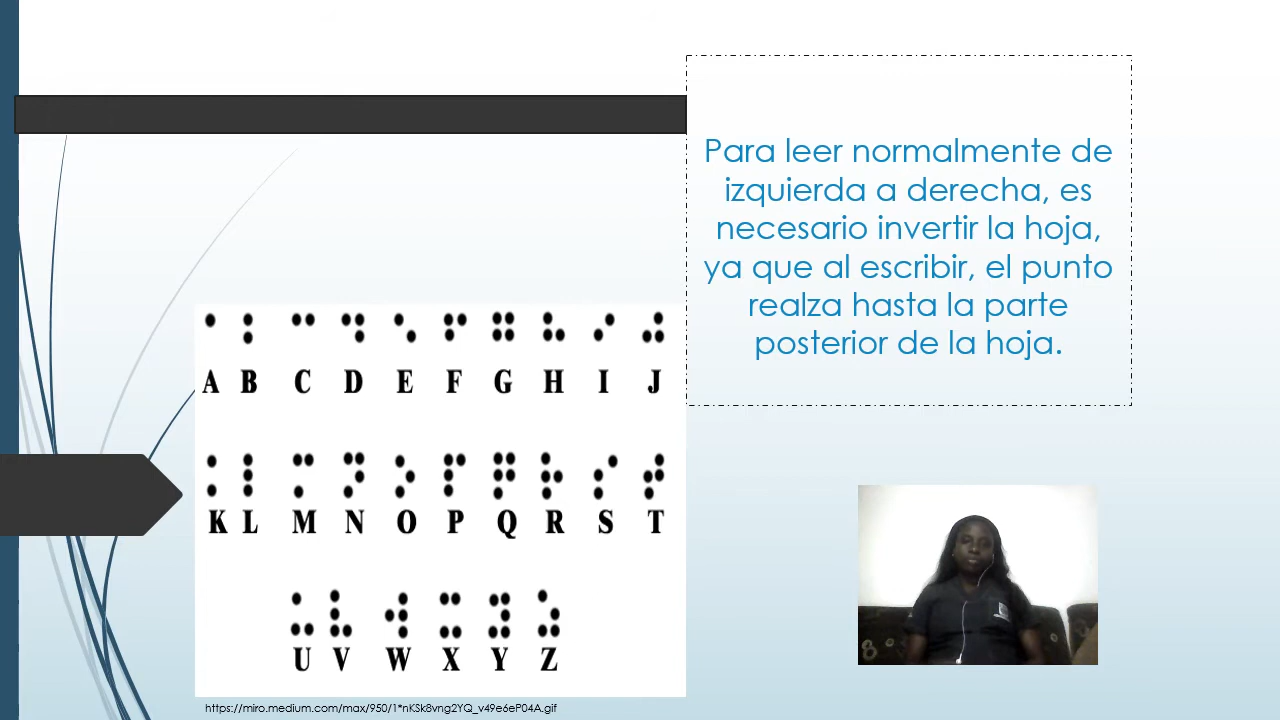 Para leer normalmente de
izquierda a derecha, es
necesario invertir la hoja,
ya que al escribir, el punto
realza hasta la parte
posterior de la hoja.
A B C D E F G H I J
K L M N O P Q R S T
U V W X Y Z
https://miro.medium.com/max/950/1*nKSk8vng2YQ_v49e6eP04A.gif